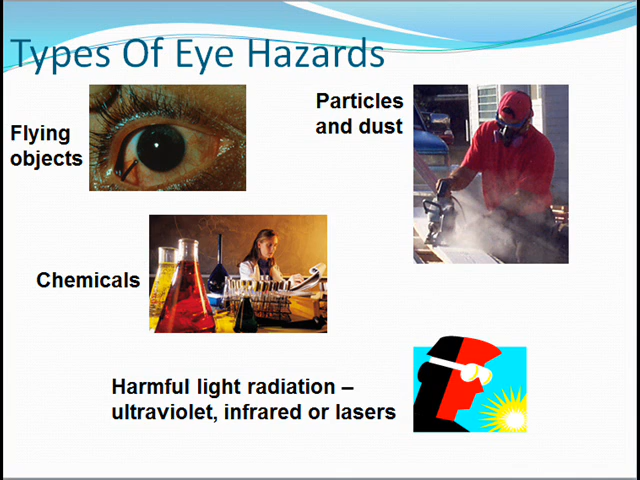 Types Of Eye Hazards
Flying
objects
Particles
and dust
Chemicals
Harmful light radiation –
ultraviolet, infrared or lasers